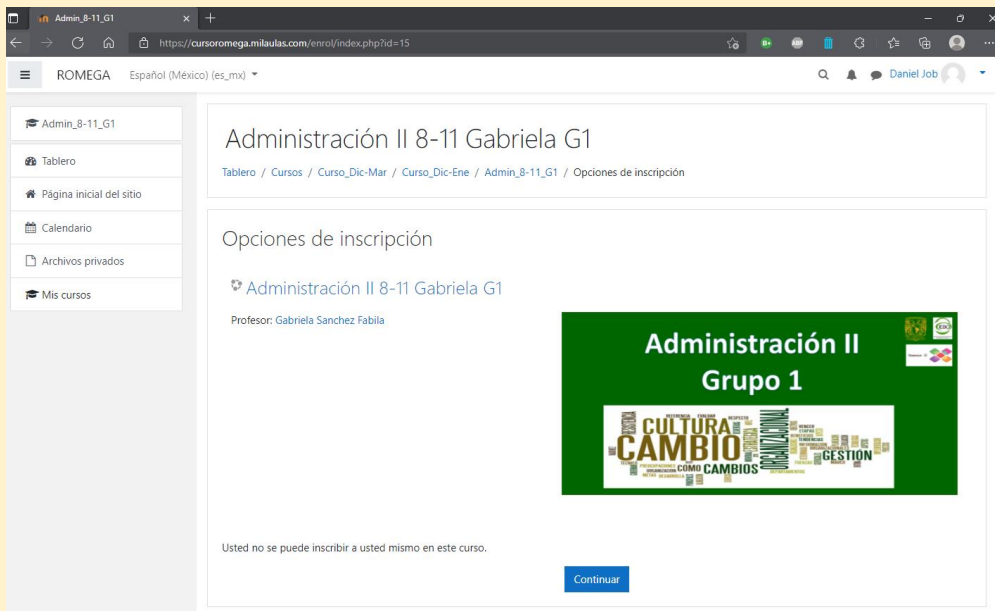 Admin_8-11_G1
https://cursoromega.milaulas.com/enrol/index.php?id=15
ROMEGA Español (México) (es_mx)
Daniel Job
Admin_8-11_G1
Tablero
Página inicial del sitio
Calendario
Archivos privados
Mis cursos
Administración II 8-11 Gabriela G1
Tablero / Cursos / Curso_Dic-Mar / Curso_Dic-Ene / Admin_8-11_G1 / Opciones de inscripción
Opciones de inscripción
Administración II 8-11 Gabriela G1
Profesor: Gabriela Sanchez Fabila
Administración II
Grupo 1
CULTURA
CAMBIO
ORGANIZACIONAL
COMO CAMBIOS
GESTIÓN
Usted no se puede inscribir a usted mismo en este curso.
Continuar